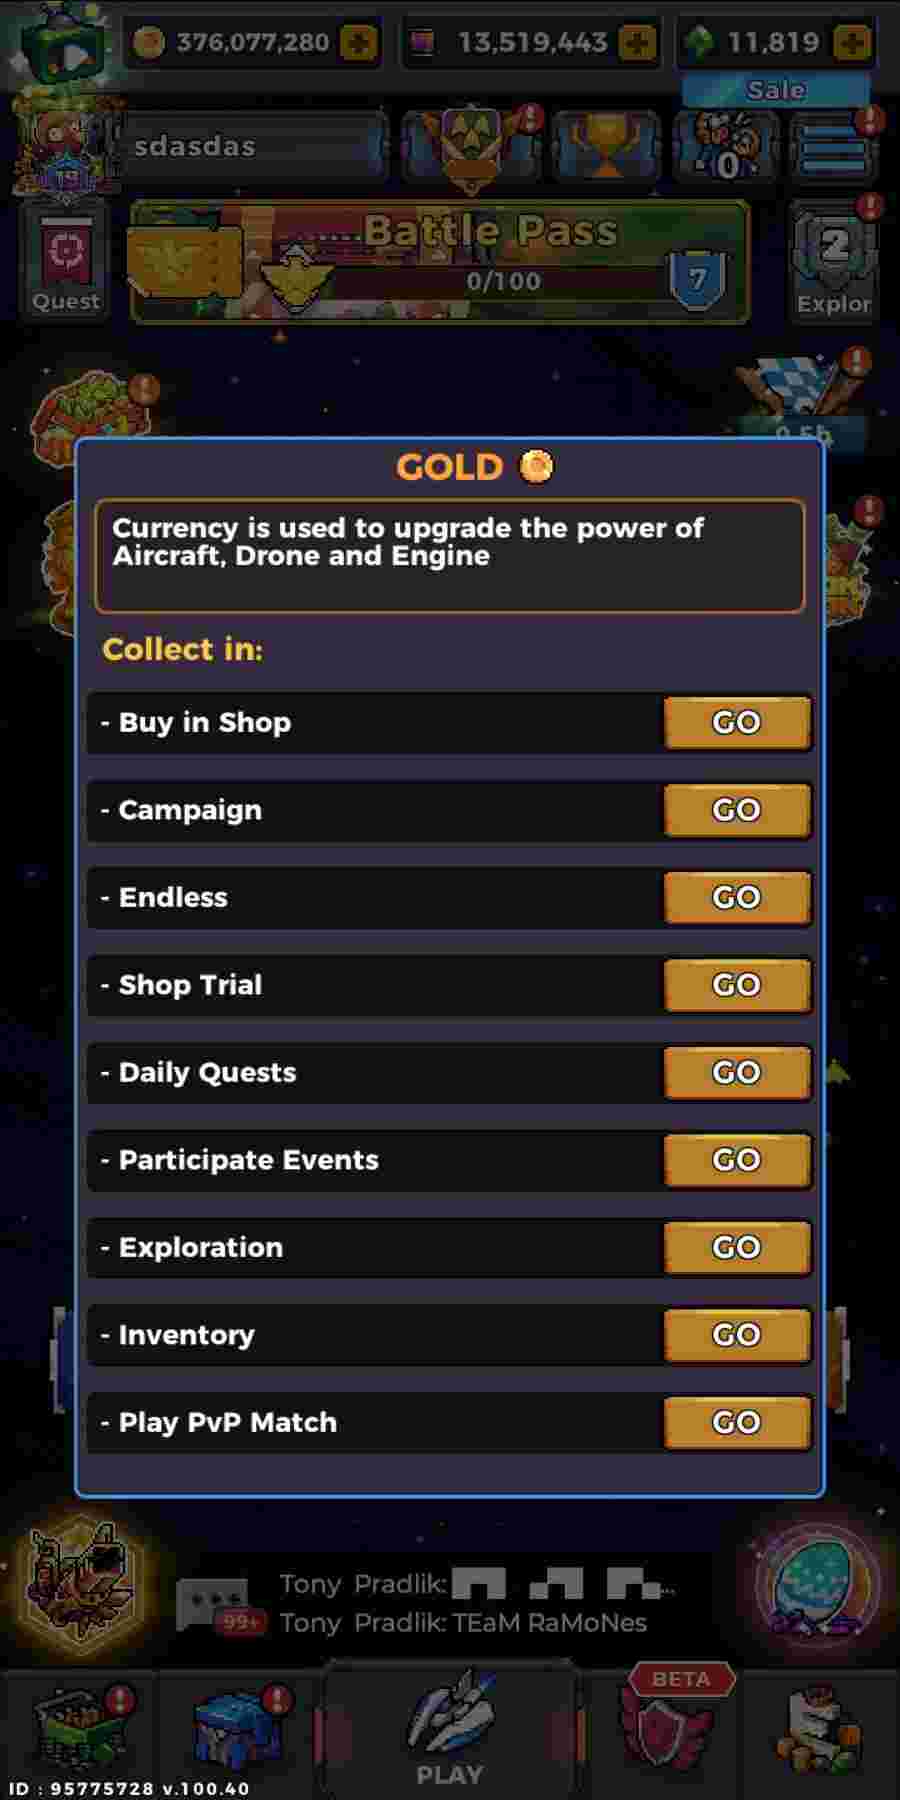 376,077,280
13,519,443
11,819
Sale
sdasdas
0
19
Battle Pass
0/100
7
Quest
2
Explor
GOLD
Currency is used to upgrade the power of
Aircraft, Drone and Engine
Collect in:
- Buy in Shop GO
- Campaign GO
- Endless GO
- Shop Trial GO
- Daily Quests GO
- Participate Events GO
- Exploration GO
- Inventory GO
- Play PvP Match GO
Tony Pradlik:
99+
Tony Pradlik: TEaM RaMoNes
BETA
PLAY
ID : 95775728 v.100.40